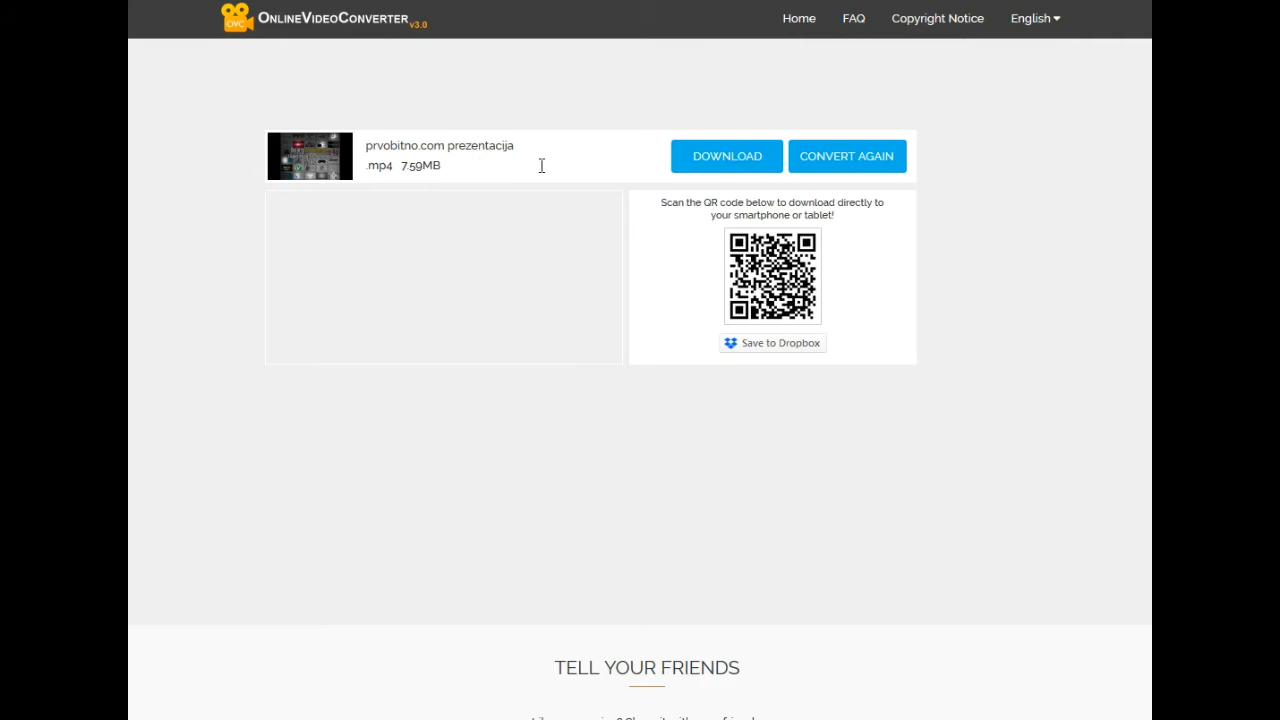 OVC ONLINEVIDEOCONVERTER v3.0
Home FAQ Copyright Notice English
prvobitno.com prezentacija
.mp4 7.59MB
DOWNLOAD CONVERT AGAIN
Scan the QR code below to download directly to
your smartphone or tablet!
Save to Dropbox
TELL YOUR FRIENDS